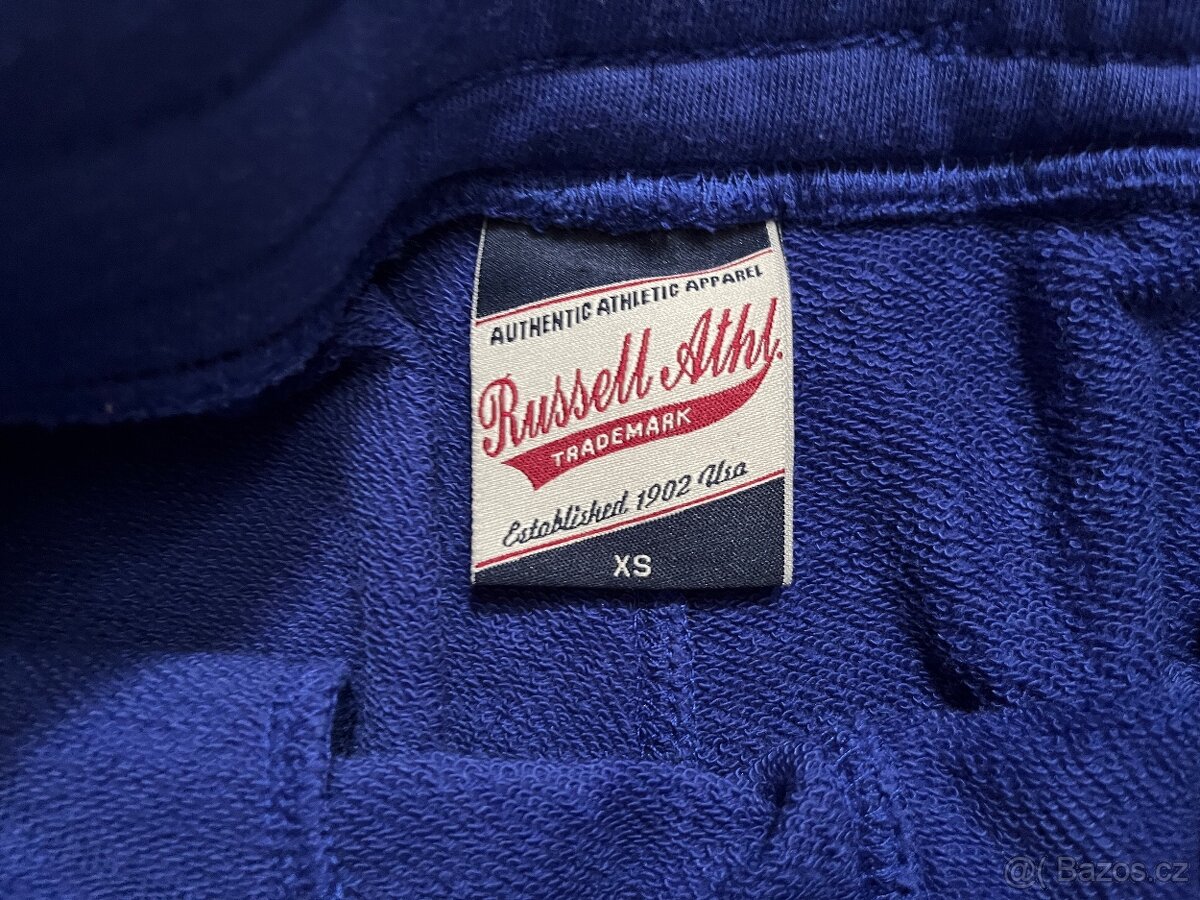 AUTHENTIC ATHLETIC APPAREL
Russell Athl.
TRADEMARK
Established 1902 Usa
XS
@( Bazos.cz